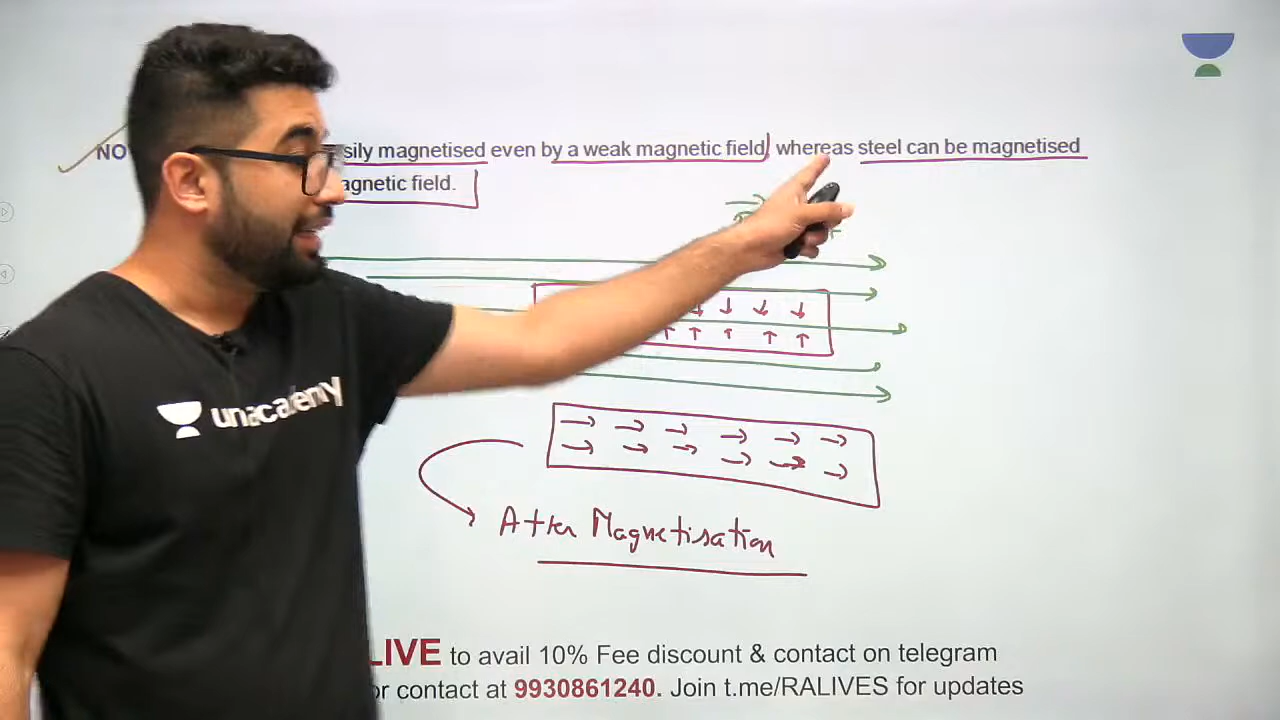 NO
sily magnetised even by a weak magnetic field, whereas steel can be magnetised
agnetic field.
unacademy
After Magnetisation
LIVE to avail 10% Fee discount & contact on telegram
or contact at 9930861240. Join t.me/RALIVES for updates